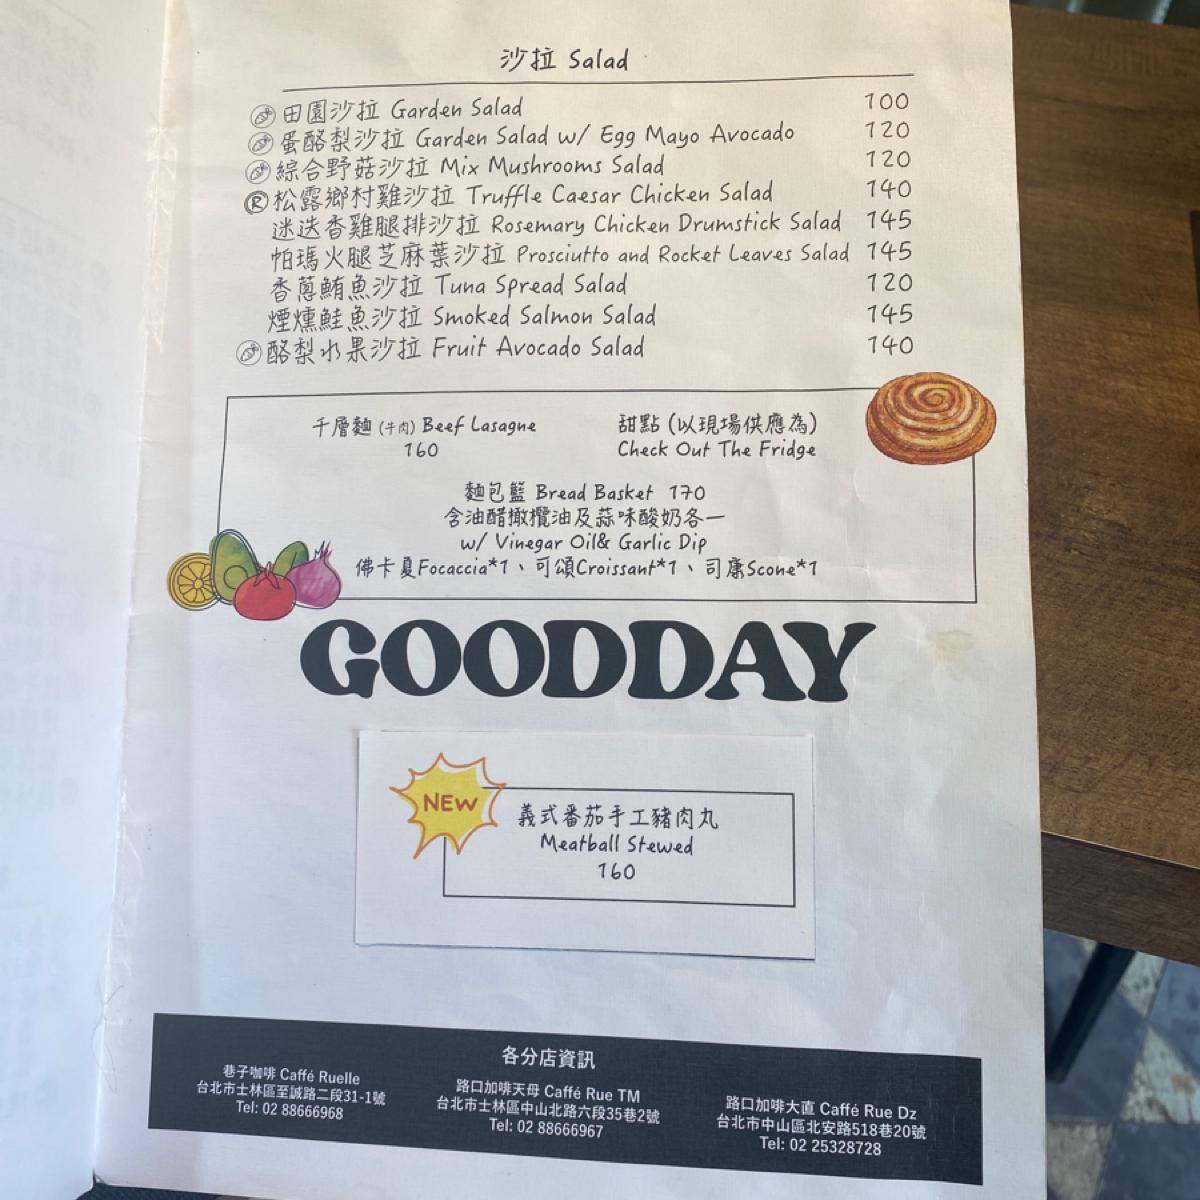 沙拉 Salad
田園沙拉 Garden Salad 100
蛋酪梨沙拉 Garden Salad w/ Egg Mayo Avocado 120
綜合野菇沙拉 Mix Mushrooms Salad 120
Ⓡ松露鄉村雞沙拉 Truffle Caesar Chicken Salad 140
迷迭香雞腿排沙拉 Rosemary Chicken Drumstick Salad 145
帕瑪火腿芝麻葉沙拉 Prosciutto and Rocket Leaves Salad 145
香蔥鮪魚沙拉 Tuna Spread Salad 120
煙燻鮭魚沙拉 Smoked Salmon Salad 145
酪梨水果沙拉 Fruit Avocado Salad 140
千層麵 (牛肉) Beef Lasagne
160
甜點 (以現場供應為)
Check Out The Fridge
麵包籃 Bread Basket 170
含油醋橄欖油及蒜味酸奶各一
w/ Vinegar Oil& Garlic Dip
佛卡夏Focaccia*1、可頌Croissant*1、司康Scone*1
GOODDAY
NEW
義式番茄手工豬肉丸
Meatball Stewed
160
各分店資訊
巷子咖啡 Caffé Ruelle
台北市士林區至誠路二段31-1號
Tel: 02 88666968
路口加啡天母 Caffé Rue TM
台北市士林區中山北路六段35巷2號
Tel: 02 88666967
路口加啡大直 Caffé Rue Dz
台北市中山區北安路518巷20號
Tel: 02 25328728